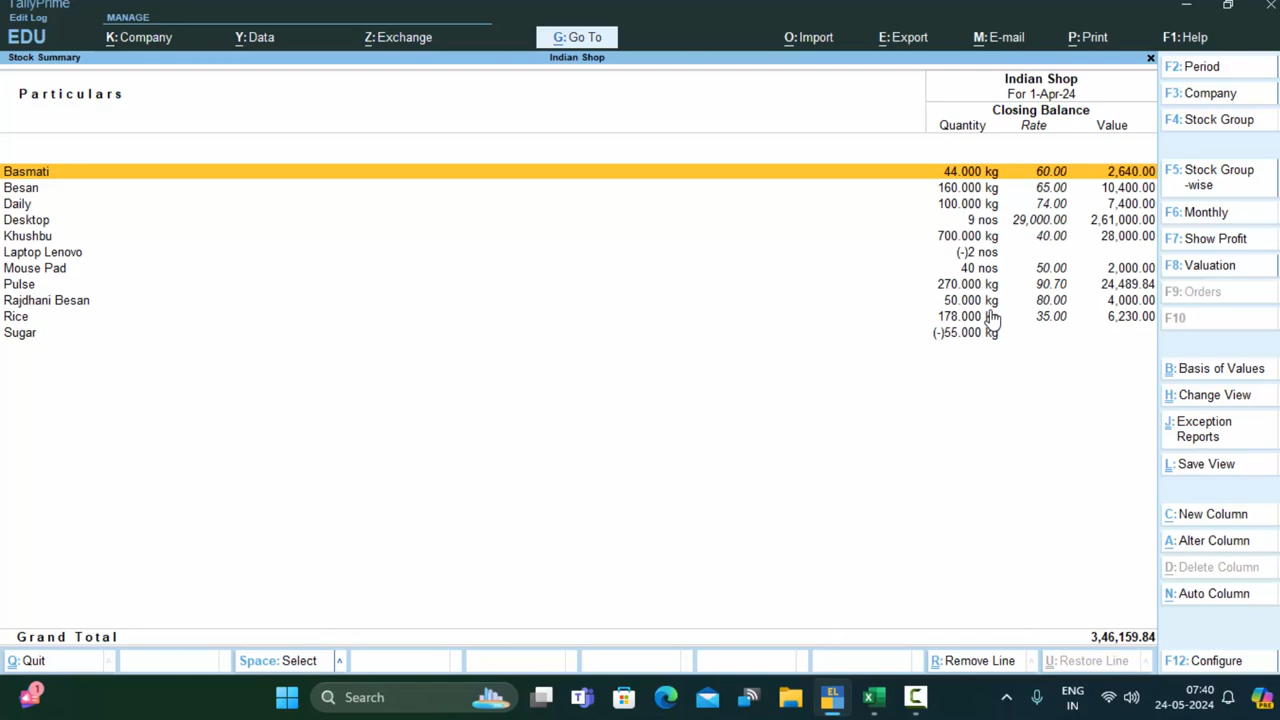 TallyPrime
Edit Log
EDU
MANAGE
K: Company
Y: Data
Z: Exchange
G: Go To
O: Import
E: Export
M: E-mail
P: Print
F1: Help
Stock Summary
Indian Shop
Particulars
Indian Shop
For 1-Apr-24
Closing Balance
Quantity Rate Value
Basmati 44.000 kg 60.00 2,640.00
Besan 160.000 kg 65.00 10,400.00
Daily 100.000 kg 74.00 7,400.00
Desktop 9 nos 29,000.00 2,61,000.00
Khushbu 700.000 kg 40.00 28,000.00
Laptop Lenovo (-)2 nos
Mouse Pad 40 nos 50.00 2,000.00
Pulse 270.000 kg 90.70 24,489.84
Rajdhani Besan 50.000 kg 80.00 4,000.00
Rice 178.000 kg 35.00 6,230.00
Sugar (-)55.000 kg
Grand Total 3,46,159.84
F2: Period
F3: Company
F4: Stock Group
F5: Stock Group
-wise
F6: Monthly
F7: Show Profit
F8: Valuation
F9: Orders
F10
B: Basis of Values
H: Change View
J: Exception
Reports
L: Save View
C: New Column
A: Alter Column
D: Delete Column
N: Auto Column
Q: Quit
Space: Select
R: Remove Line
U: Restore Line
F12: Configure
1
Search
EL
ENG
IN
07:40
24-05-2024
PRE